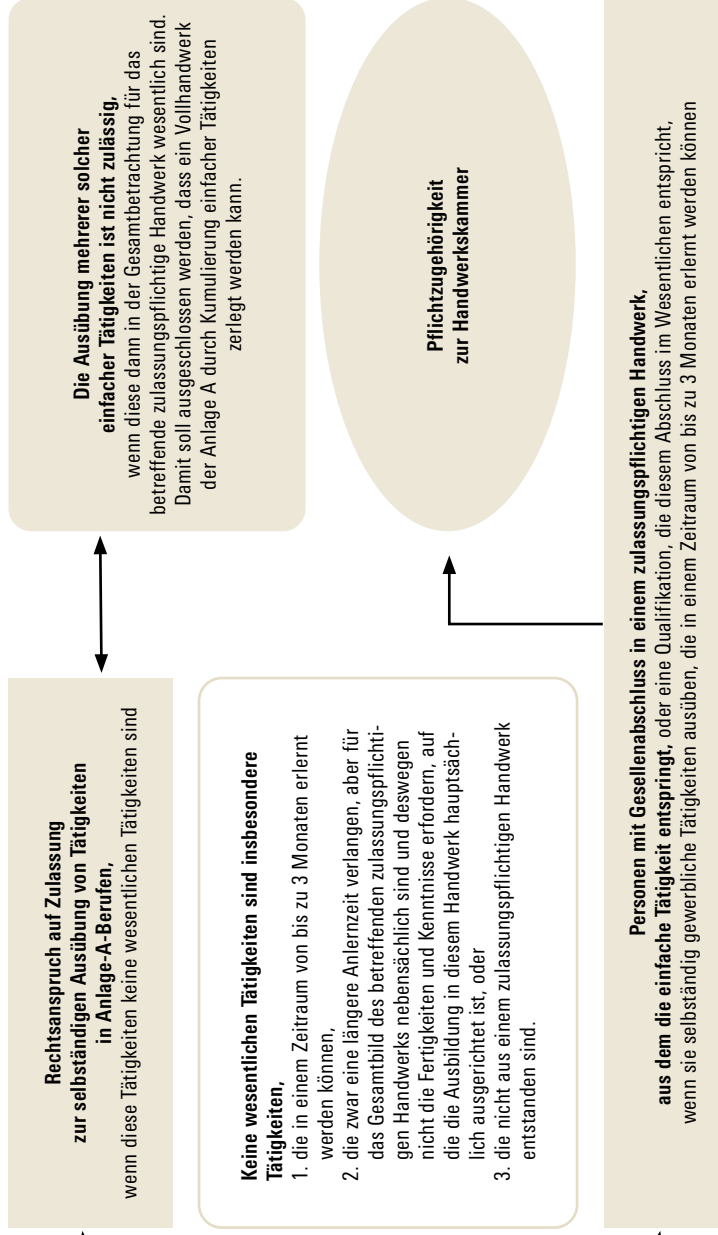 Rechtsanspruch auf Zulassung
zur selbständigen Ausübung von Tätigkeiten
in Anlage-A-Berufen,
wenn diese Tätigkeiten keine wesentlichen Tätigkeiten sind
Die Ausübung mehrerer solcher
einfacher Tätigkeiten ist nicht zulässig,
wenn diese dann in der Gesamtbetrachtung für das
betreffende zulassungspflichtige Handwerk wesentlich sind.
Damit soll ausgeschlossen werden, dass ein Vollhandwerk
der Anlage A durch Kumulierung einfacher Tätigkeiten
zerlegt werden kann.
Keine wesentlichen Tätigkeiten sind insbesondere
Tätigkeiten,
1. die in einem Zeitraum von bis zu 3 Monaten erlernt
werden können,
2. die zwar eine längere Anlernzeit verlangen, aber für
das Gesamtbild des betreffenden zulassungspflichti-
gen Handwerks nebensächlich sind und deswegen
nicht die Fertigkeiten und Kenntnisse erfordern, auf
die die Ausbildung in diesem Handwerk hauptsäch-
lich ausgerichtet ist, oder
3. die nicht aus einem zulassungspflichtigen Handwerk
entstanden sind.
Pflichtzugehörigkeit
zur Handwerkskammer
Personen mit Gesellenabschluss in einem zulassungspflichtigen Handwerk,
aus dem die einfache Tätigkeit entspringt, oder eine Qualifikation, die diesem Abschluss im Wesentlichen entspricht,
wenn sie selbständig gewerbliche Tätigkeiten ausüben, die in einem Zeitraum von bis zu 3 Monaten erlernt werden können